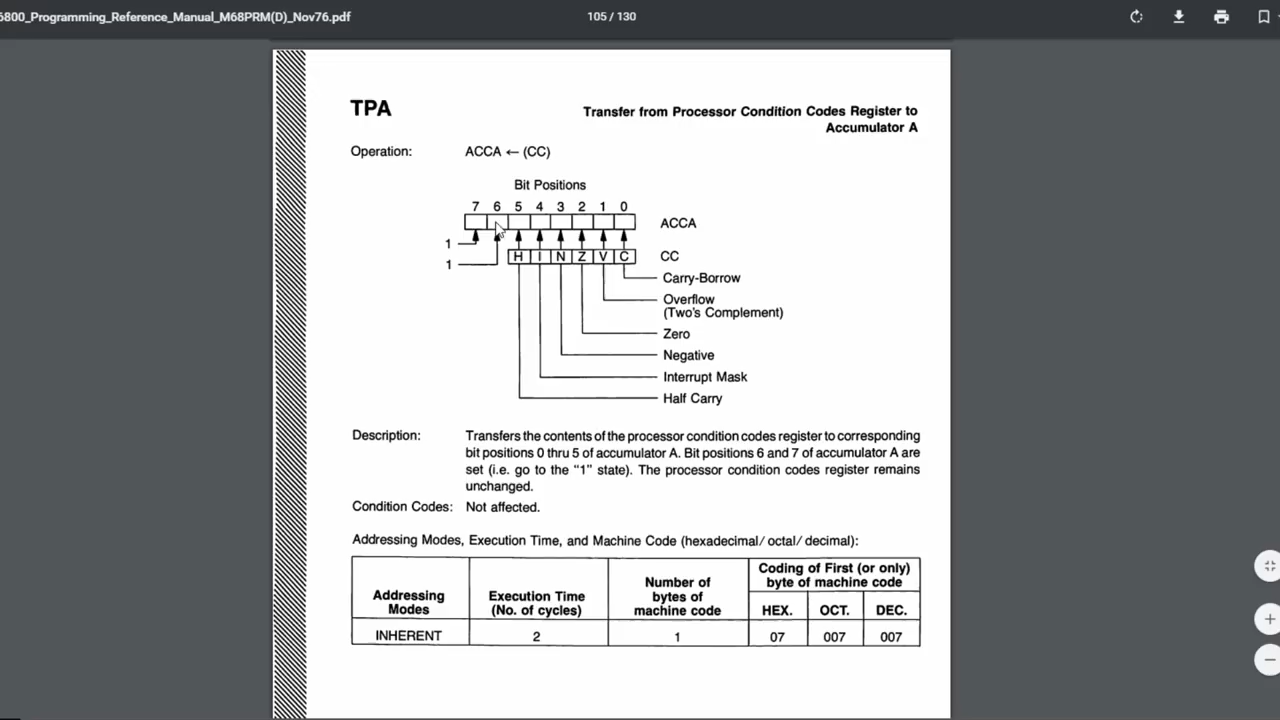 6800_Programming_Reference_Manual_M68PRM(D)_Nov76.pdf
105 / 130
TPA
Transfer from Processor Condition Codes Register to
Accumulator A
Operation: ACCA ← (CC)
Bit Positions
7 6 5 4 3 2 1 0
ACCA
1
1
H I N Z V C CC
Carry-Borrow
Overflow
(Two's Complement)
Zero
Negative
Interrupt Mask
Half Carry
Description: Transfers the contents of the processor condition codes register to corresponding
bit positions 0 thru 5 of accumulator A. Bit positions 6 and 7 of accumulator A are
set (i.e. go to the "1" state). The processor condition codes register remains
unchanged.
Condition Codes: Not affected.
Addressing Modes, Execution Time, and Machine Code (hexadecimal/ octal/ decimal):
Addressing
Modes
Execution Time
(No. of cycles)
Number of
bytes of
machine code
Coding of First (or only)
byte of machine code
HEX. OCT. DEC.
INHERENT 2 1 07 007 007